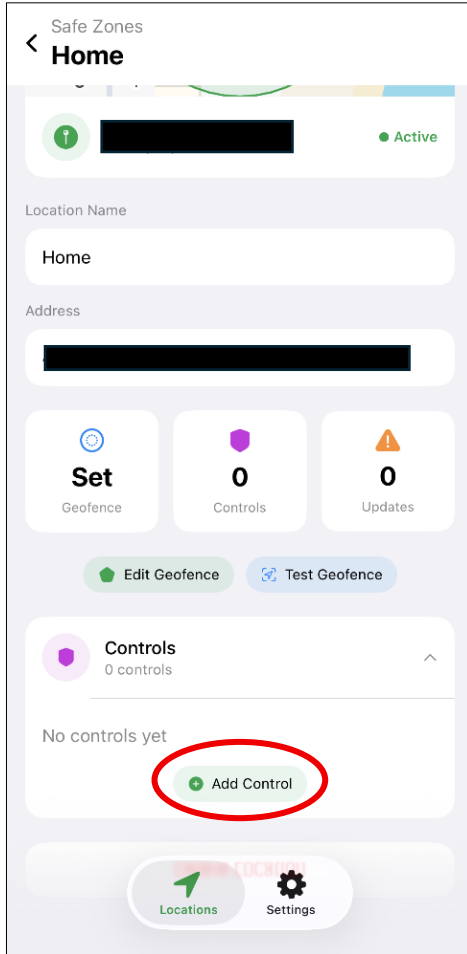 Safe Zones
Home
Active
Location Name
Home
Address
Set
Geofence
0
Controls
0
Updates
Edit Geofence
Test Geofence
Controls
0 controls
No controls yet
Add Control
Locations
Settings